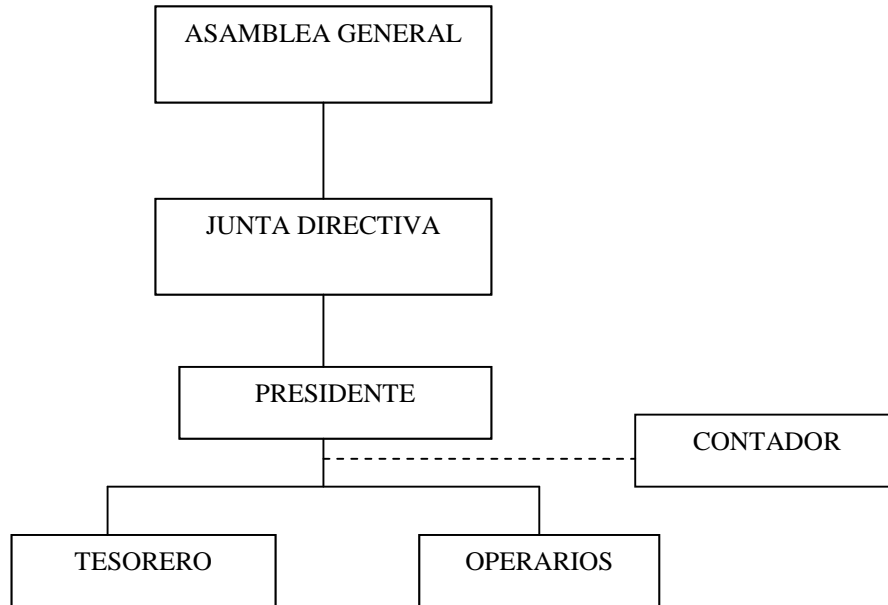 ASAMBLEA GENERAL
JUNTA DIRECTIVA
PRESIDENTE
CONTADOR
TESORERO
OPERARIOS